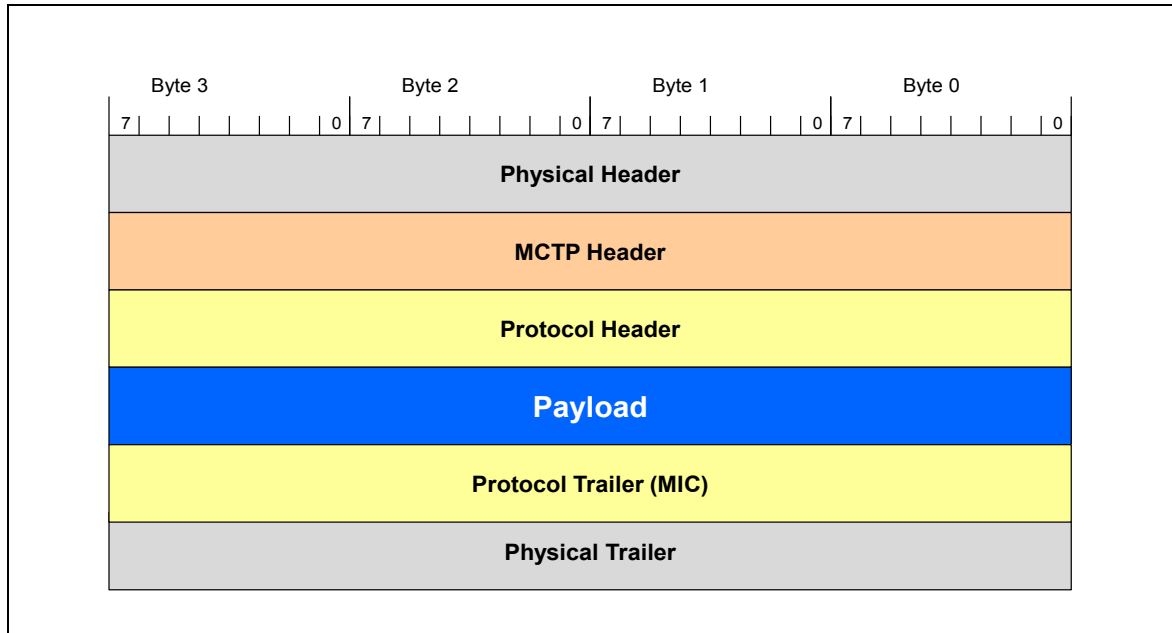 Byte 3 Byte 2 Byte 1 Byte 0
7 0 7 0 7 0 7 0
Physical Header
MCTP Header
Protocol Header
Payload
Protocol Trailer (MIC)
Physical Trailer